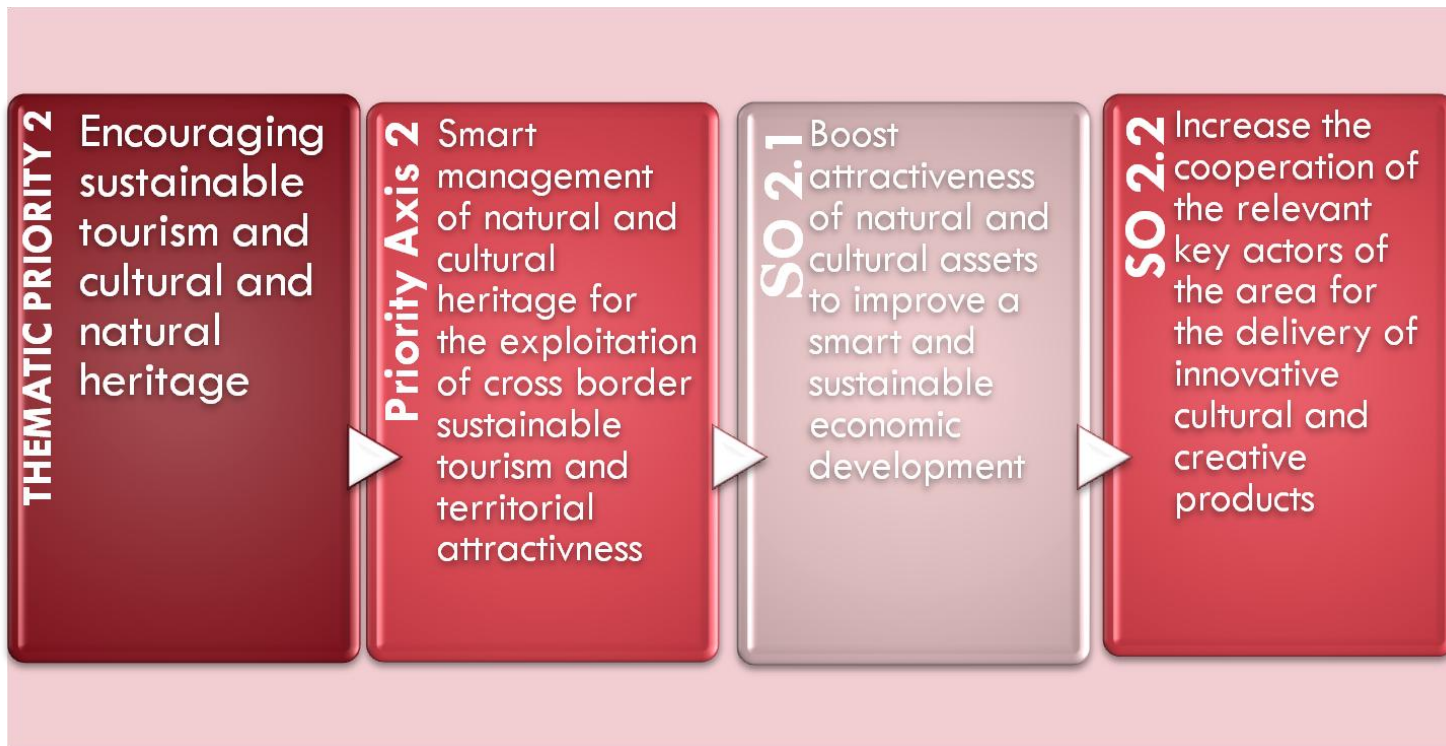 THEMATIC PRIORITY 2
Encouraging
sustainable
tourism and
cultural and
natural
heritage
Priority Axis 2
Smart
management
of natural and
cultural
heritage for
the exploitation
of cross border
sustainable
tourism and
territorial
attractivness
SO 2.1
Boost
attractiveness
of natural and
cultural assets
to improve a
smart and
sustainable
economic
development
SO 2.2
Increase the
cooperation of
the relevant
key actors of
the area for
the delivery of
innovative
cultural and
creative
products